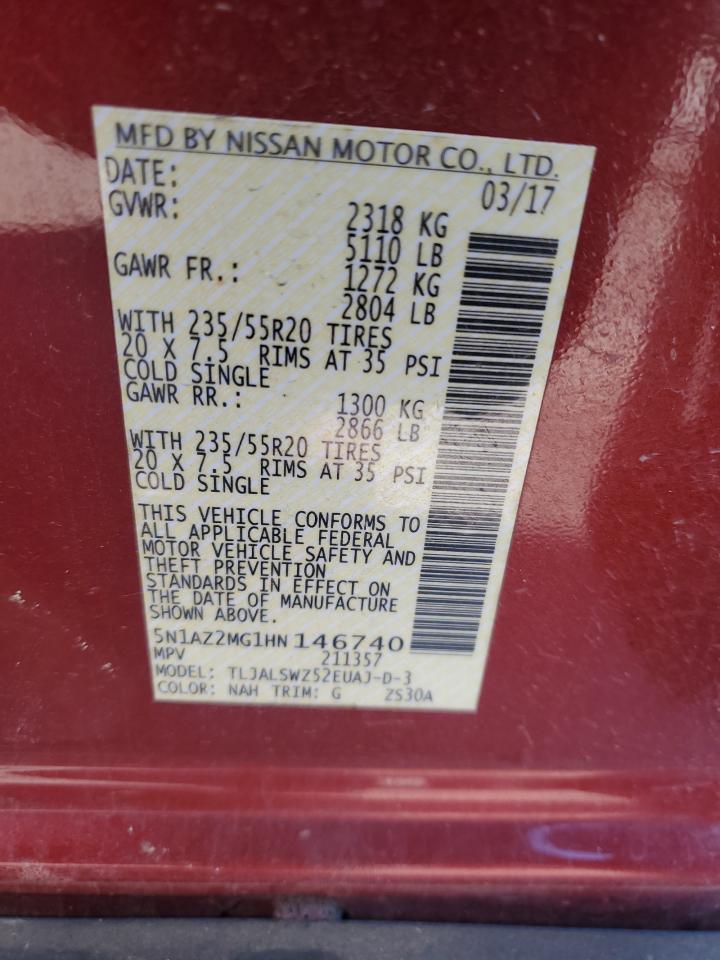 MFD BY NISSAN MOTOR CO., LTD.
DATE: 03/17
GVWR: 2318 KG
5110 LB
GAWR FR.: 1272 KG
2804 LB
WITH 235/55R20 TIRES
20 X 7.5 RIMS AT 35 PSI
COLD SINGLE
GAWR RR.: 1300 KG
2866 LB
WITH 235/55R20 TIRES
20 X 7.5 RIMS AT 35 PSI
COLD SINGLE
THIS VEHICLE CONFORMS TO
ALL APPLICABLE FEDERAL
MOTOR VEHICLE SAFETY AND
THEFT PREVENTION
STANDARDS IN EFFECT ON
THE DATE OF MANUFACTURE
SHOWN ABOVE.
5N1AZ2MG1HN 146740
MPV 211357
MODEL: TLJALSWZ52EUAJ-D-3
COLOR: NAH TRIM: G ZS30A